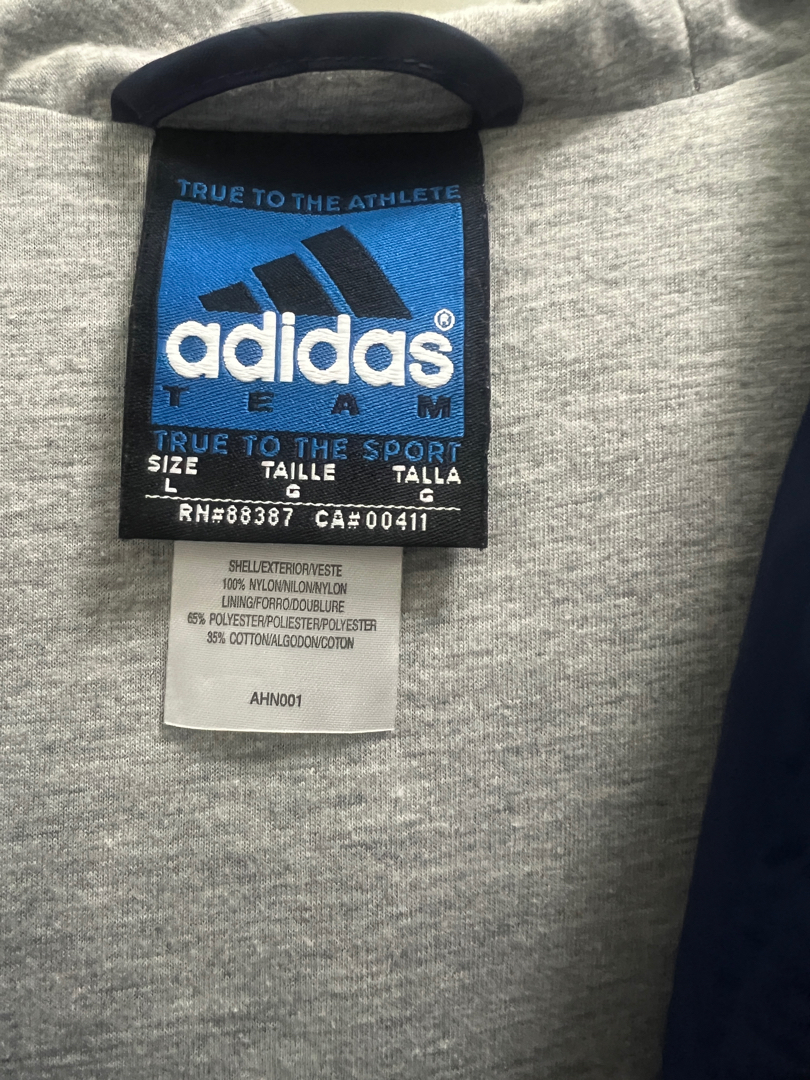 TRUE TO THE ATHLETE
adidas®
TEAM
TRUE TO THE SPORT
SIZE TAILLE TALLA
L G G
RN#88387 CA#00411
SHELL/EXTERIOR/VESTE
100% NYLON/NILON/NYLON
LINING/FORRO/DOUBLURE
65% POLYESTER/POLIESTER/POLYESTER
35% COTTON/ALGODON/COTON
AHN001